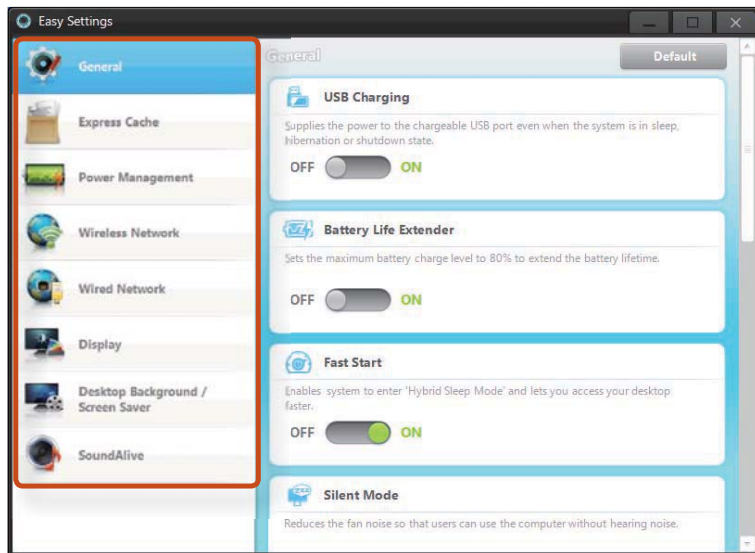 Easy Settings
General
Express Cache
Power Management
Wireless Network
Wired Network
Display
Desktop Background /
Screen Saver
SoundAlive
General
Default
USB Charging
Supplies the power to the chargeable USB port even when the system is in sleep,
hibernation or shutdown state.
OFF ON
Battery Life Extender
Sets the maximum battery charge level to 80% to extend the battery lifetime.
OFF ON
Fast Start
Enables system to enter 'Hybrid Sleep Mode' and lets you access your desktop
faster.
OFF ON
Silent Mode
Reduces the fan noise so that users can use the computer without hearing noise.